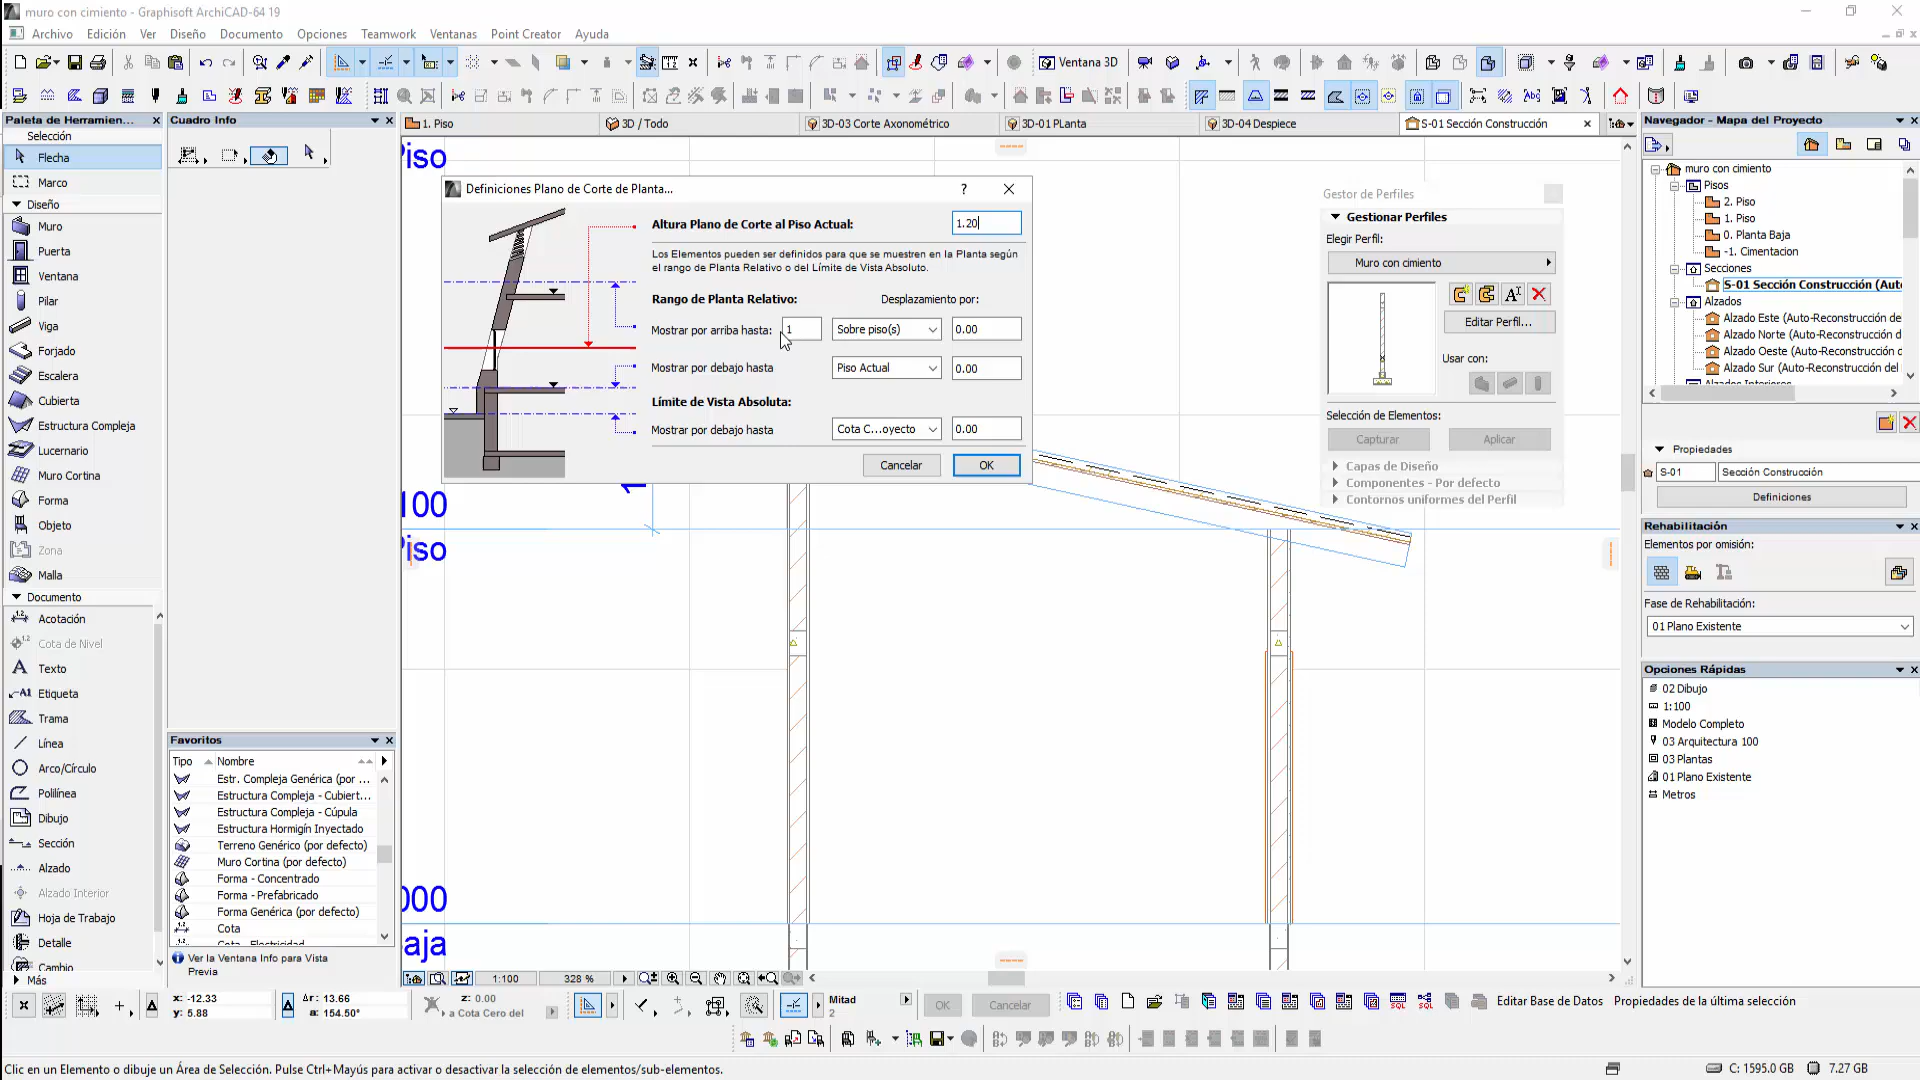 muro con cimiento - Graphisoft ArchiCAD-64 19
Archivo Edición Ver Diseño Documento Opciones Teamwork Ventanas Point Creator Ayuda
Ventana 3D
Paleta de Herramien...
Selección
Flecha
Marco
Diseño
Muro
Puerta
Ventana
Pilar
Viga
Forjado
Escalera
Cubierta
Estructura Compleja
Lucernario
Muro Cortina
Forma
Objeto
Zona
Malla
Documento
Acotación
Cota de Nivel
Texto
Etiqueta
Trama
Línea
Arco/Círculo
Polilínea
Dibujo
Sección
Alzado
Alzado Interior
Hoja de Trabajo
Detalle
Cambio
Más
Cuadro Info
Favoritos
Tipo Nombre
Estr. Compleja Genérica (por ...
Estructura Compleja - Cubiert...
Estructura Compleja - Cúpula
Estructura Hormigín Inyectado
Terreno Genérico (por defecto)
Muro Cortina (por defecto)
Forma - Concentrado
Forma - Prefabricado
Forma Genérica (por defecto)
Cota
Cota - Electricidad
Ver la Ventana Info para Vista
Previa
1. Piso
3D / Todo
3D-03 Corte Axonométrico
3D-01 PLanta
3D-04 Despiece
S-01 Sección Construcción
Piso
100
Piso
000
aja
1
Definiciones Plano de Corte de Planta...
?
Altura Plano de Corte al Piso Actual: 1.20
Los Elementos pueden ser definidos para que se muestren en la Planta según
el rango de Planta Relativo o del Límite de Vista Absoluto.
Rango de Planta Relativo: Desplazamiento por:
Mostrar por arriba hasta: 1 Sobre piso(s) 0.00
Mostrar por debajo hasta Piso Actual 0.00
Límite de Vista Absoluta:
Mostrar por debajo hasta Cota C...oyecto 0.00
Cancelar OK
Gestor de Perfiles
Gestionar Perfiles
Elegir Perfil:
Muro con cimiento
Editar Perfil...
Usar con:
Selección de Elementos:
Capturar Aplicar
Capas de Diseño
Componentes - Por defecto
Contornos uniformes del Perfil
Navegador - Mapa del Proyecto
muro con cimiento
Pisos
2. Piso
1. Piso
0. Planta Baja
-1. Cimentacion
Secciones
S-01 Sección Construcción (Aut
Alzados
Alzado Este (Auto-Reconstrucción de
Alzado Norte (Auto-Reconstrucción d
Alzado Oeste (Auto-Reconstrucción d
Alzado Sur (Auto-Reconstrucción del
Alzados Interiores
Propiedades
S-01 Sección Construcción
Definiciones
Rehabilitación
Elementos por omisión:
Fase de Rehabilitación:
01 Plano Existente
Opciones Rápidas
02 Dibujo
1:100
Modelo Completo
03 Arquitectura 100
03 Plantas
01 Plano Existente
Metros
1:100 328 %
x: -12.33
y: 5.88
Δr: 13.66
a: 154.50°
z: 0.00
a Cota Cero del
Mitad
2
OK Cancelar
Editar Base de Datos Propiedades de la última selección
Clic en un Elemento o dibuje un Área de Selección. Pulse Ctrl+Mayús para activar o desactivar la selección de elementos/sub-elementos.
C: 1595.0 GB 7.27 GB